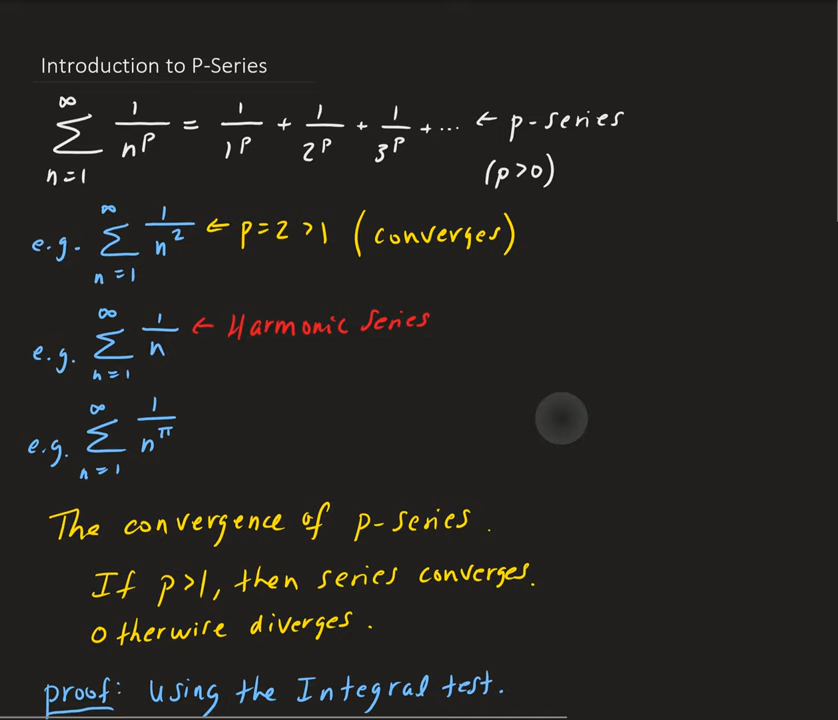 Introduction to P-Series
∞ ∑ n=1 1/n^p = 1/1^p + 1/2^p + 1/3^p + ... ← p-series
(p>0)
e.g. ∞ ∑ n=1 1/n^2 ← p=2>1 (converges)
e.g. ∞ ∑ n=1 1/n ← Harmonic Series
e.g. ∞ ∑ n=1 1/n^π
The convergence of p-series.
If p>1, then series converges.
otherwise diverges.
proof: Using the Integral test.